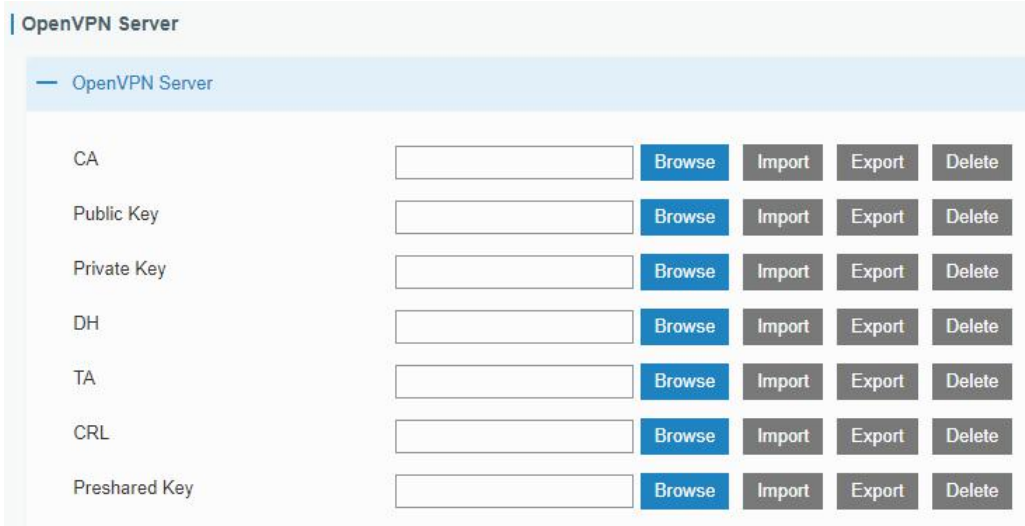 OpenVPN Server
OpenVPN Server
CA Browse Import Export Delete
Public Key Browse Import Export Delete
Private Key Browse Import Export Delete
DH Browse Import Export Delete
TA Browse Import Export Delete
CRL Browse Import Export Delete
Preshared Key Browse Import Export Delete